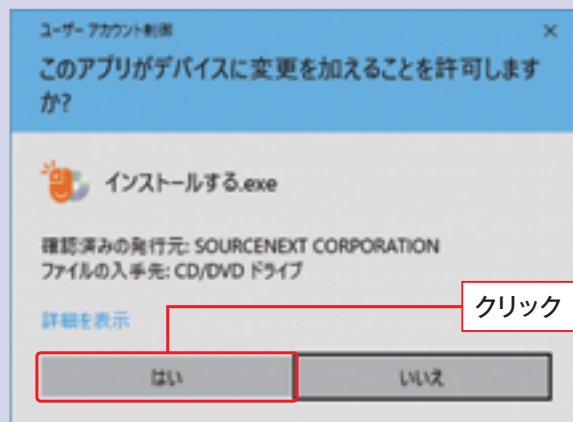 ユーザー アカウント制御
このアプリがデバイスに変更を加えることを許可します
か?
インストールする.exe
確認済みの発行元: SOURCENEXT CORPORATION
ファイルの入手先: CD/DVD ドライブ
詳細を表示
クリック
はい
いいえ